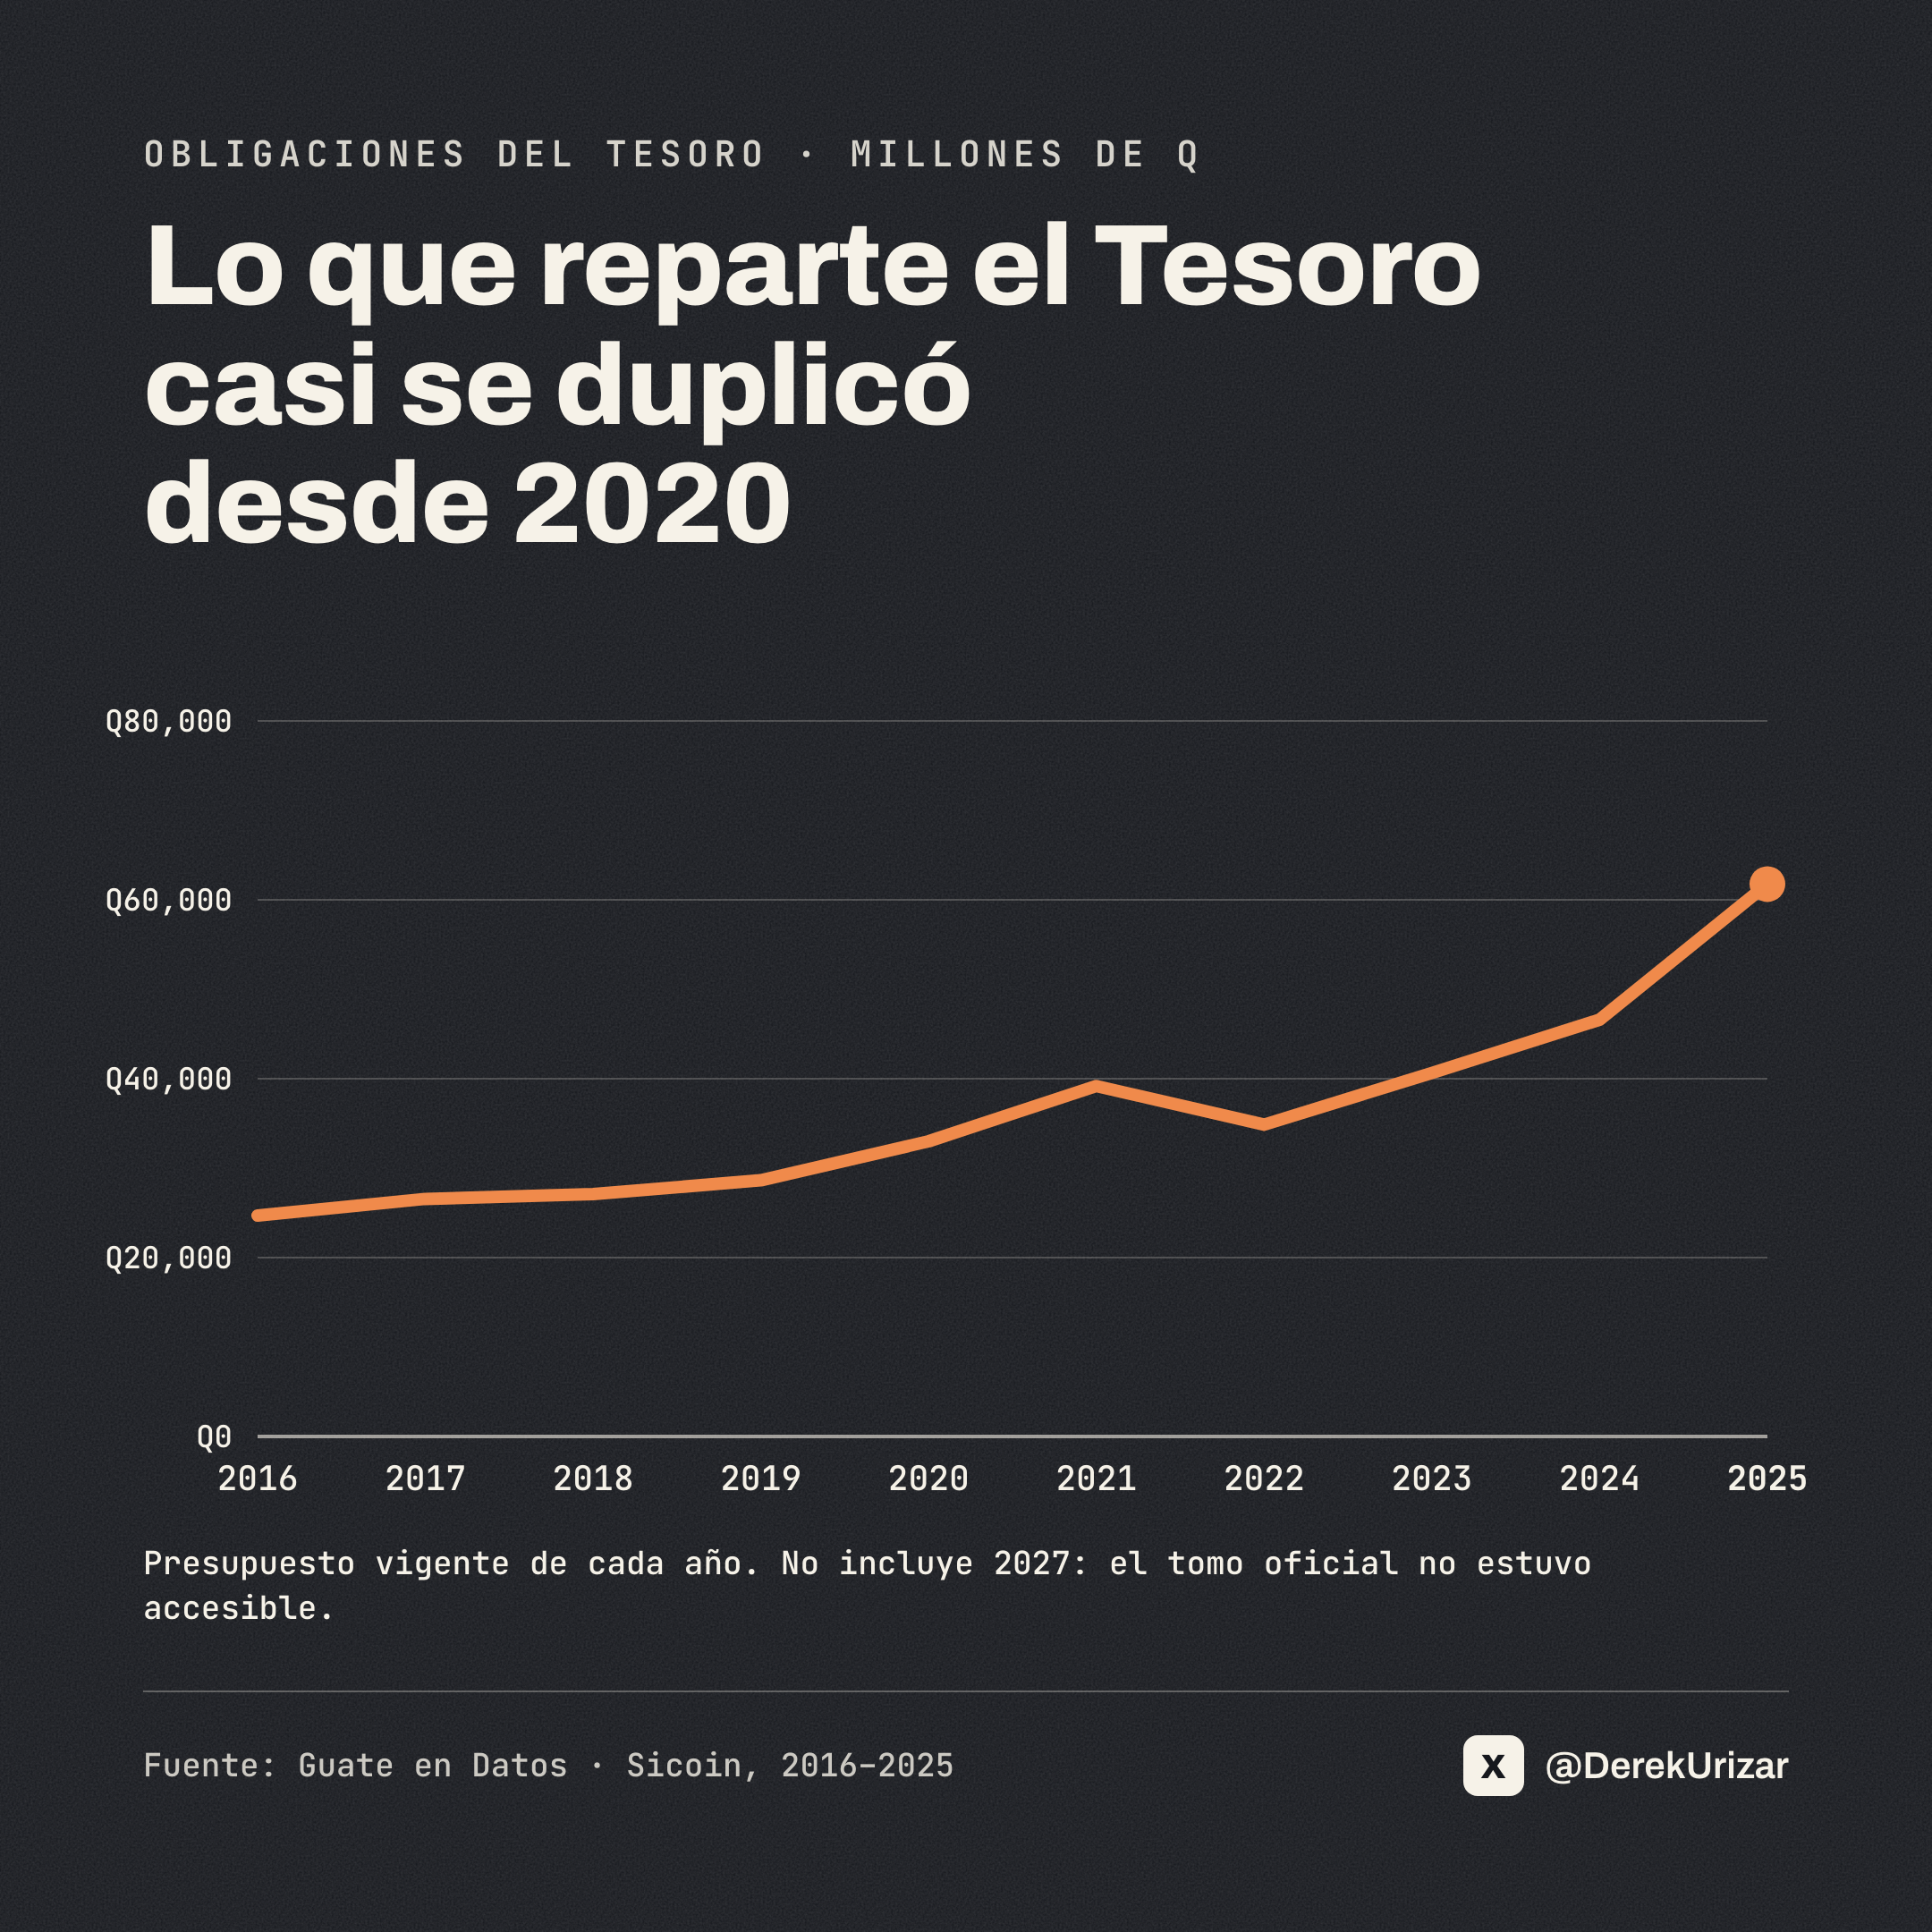 OBLIGACIONES DEL TESORO · MILLONES DE Q
Lo que reparte el Tesoro
casi se duplicó
desde 2020
Q80,000
Q60,000
Q40,000
Q20,000
Q0
2016 2017 2018 2019 2020 2021 2022 2023 2024 2025
Presupuesto vigente de cada año. No incluye 2027: el tomo oficial no estuvo
accesible.
Fuente: Guate en Datos · Sicoin, 2016–2025
X @DerekUrizar